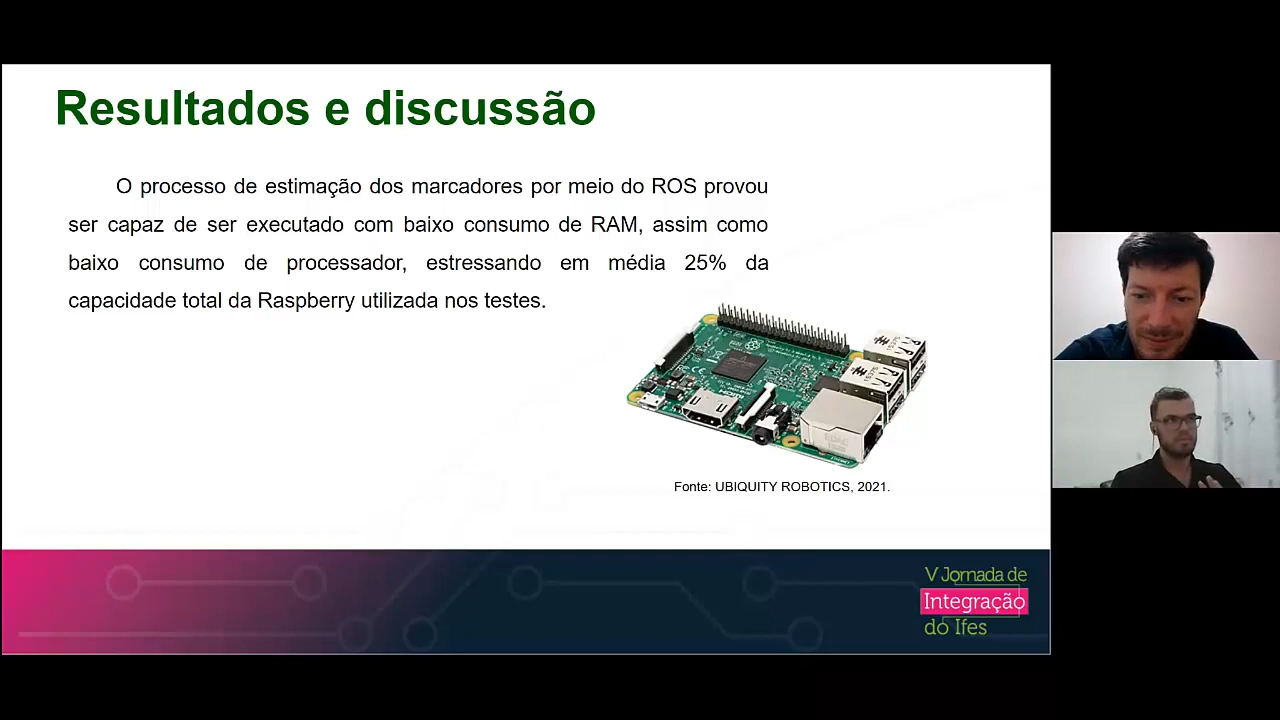 Resultados e discussão
O processo de estimação dos marcadores por meio do ROS provou
ser capaz de ser executado com baixo consumo de RAM, assim como
baixo consumo de processador, estressando em média 25% da
capacidade total da Raspberry utilizada nos testes.
Fonte: UBIQUITY ROBOTICS, 2021.
V Jornada de
Integração
do Ifes